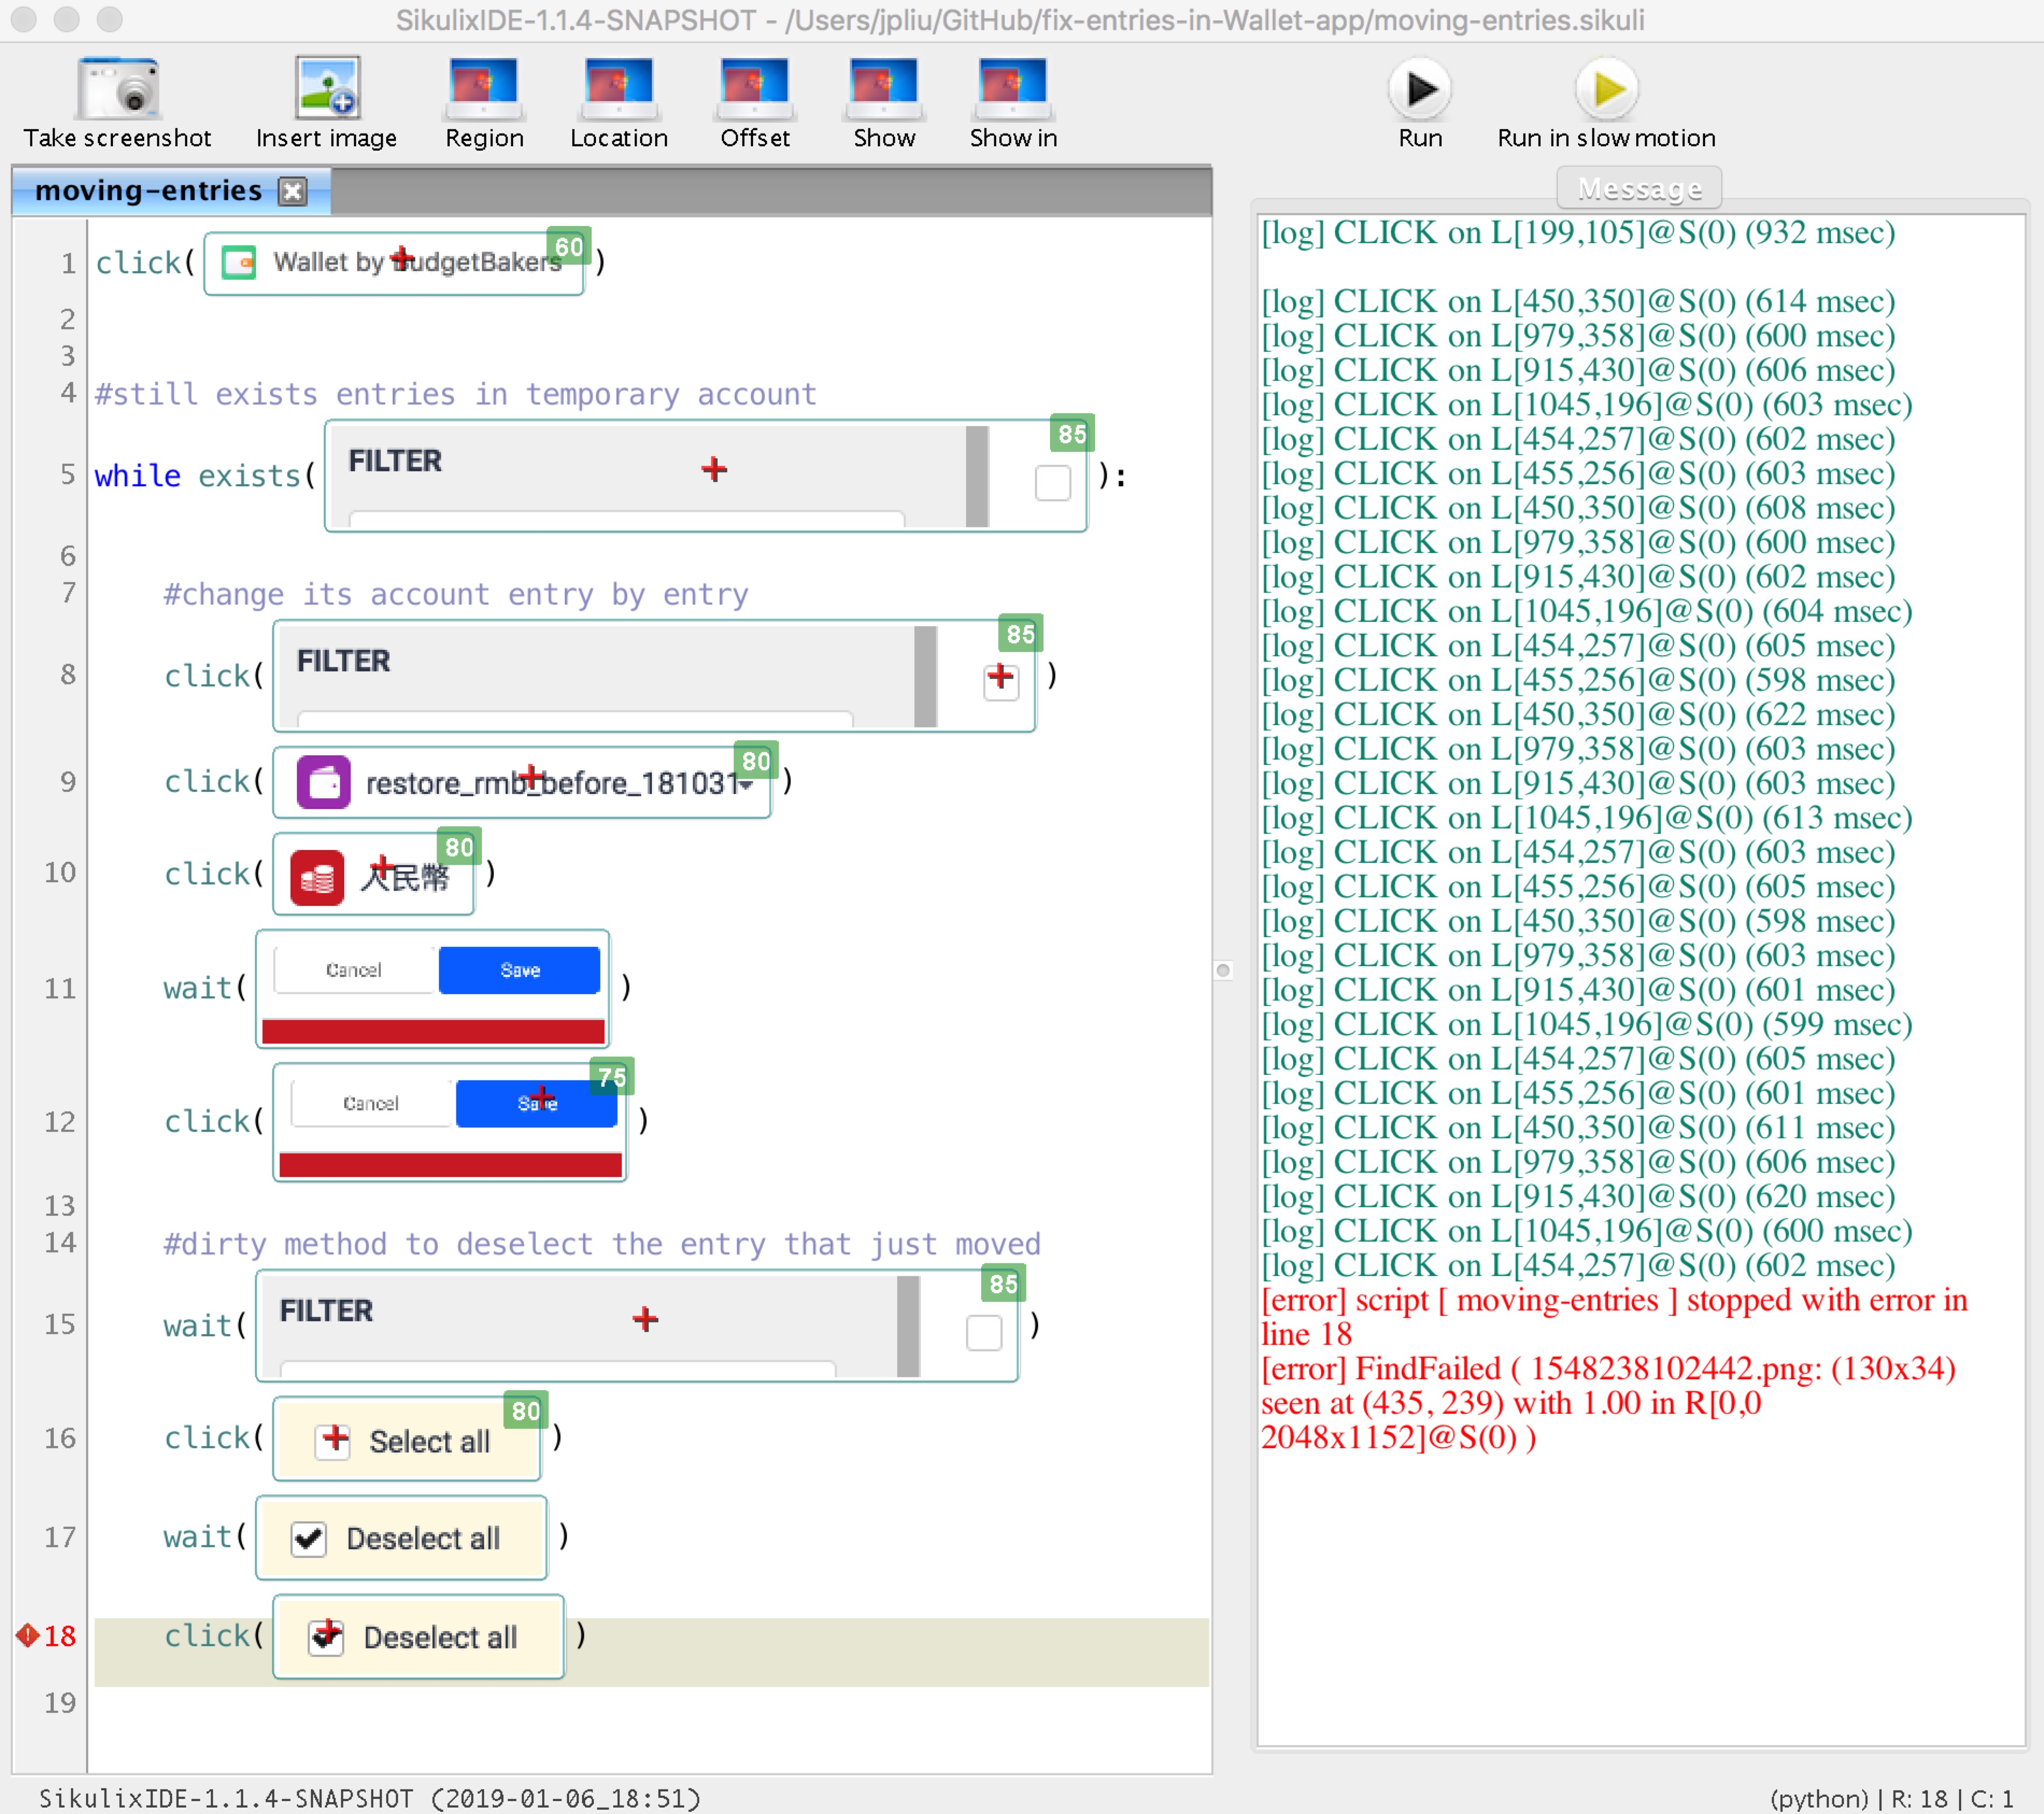 SikulixIDE-1.1.4-SNAPSHOT - /Users/jpliu/GitHub/fix-entries-in-Wallet-app/moving-entries.sikuli
Take screenshot Insert image Region Location Offset Show Show in Run Run in slow motion
moving-entries
Message
1 click( Wallet by BudgetBakers 60 )
2
3
4 #still exists entries in temporary account
5 while exists( FILTER 85 ):
6
7 #change its account entry by entry
8 click( FILTER 85 )
9 click( restore_rmb_before_181031 80 )
10 click( 人民幣 80 )
11 wait( Cancel Save )
12 click( Cancel Save 75 )
13
14 #dirty method to deselect the entry that just moved
15 wait( FILTER 85 )
16 click( Select all 80 )
17 wait( Deselect all )
18 click( Deselect all )
19
[log] CLICK on L[199,105]@S(0) (932 msec)
[log] CLICK on L[450,350]@S(0) (614 msec)
[log] CLICK on L[979,358]@S(0) (600 msec)
[log] CLICK on L[915,430]@S(0) (606 msec)
[log] CLICK on L[1045,196]@S(0) (603 msec)
[log] CLICK on L[454,257]@S(0) (602 msec)
[log] CLICK on L[455,256]@S(0) (603 msec)
[log] CLICK on L[450,350]@S(0) (608 msec)
[log] CLICK on L[979,358]@S(0) (600 msec)
[log] CLICK on L[915,430]@S(0) (602 msec)
[log] CLICK on L[1045,196]@S(0) (604 msec)
[log] CLICK on L[454,257]@S(0) (605 msec)
[log] CLICK on L[455,256]@S(0) (598 msec)
[log] CLICK on L[450,350]@S(0) (622 msec)
[log] CLICK on L[979,358]@S(0) (603 msec)
[log] CLICK on L[915,430]@S(0) (603 msec)
[log] CLICK on L[1045,196]@S(0) (613 msec)
[log] CLICK on L[454,257]@S(0) (603 msec)
[log] CLICK on L[455,256]@S(0) (605 msec)
[log] CLICK on L[450,350]@S(0) (598 msec)
[log] CLICK on L[979,358]@S(0) (603 msec)
[log] CLICK on L[915,430]@S(0) (601 msec)
[log] CLICK on L[1045,196]@S(0) (599 msec)
[log] CLICK on L[454,257]@S(0) (605 msec)
[log] CLICK on L[455,256]@S(0) (601 msec)
[log] CLICK on L[450,350]@S(0) (611 msec)
[log] CLICK on L[979,358]@S(0) (606 msec)
[log] CLICK on L[915,430]@S(0) (620 msec)
[log] CLICK on L[1045,196]@S(0) (600 msec)
[log] CLICK on L[454,257]@S(0) (602 msec)
[error] script [ moving-entries ] stopped with error in
line 18
[error] FindFailed ( 1548238102442.png: (130x34)
seen at (435, 239) with 1.00 in R[0,0
2048x1152]@S(0) )
SikulixIDE-1.1.4-SNAPSHOT (2019-01-06_18:51)
(python) | R: 18 | C: 1